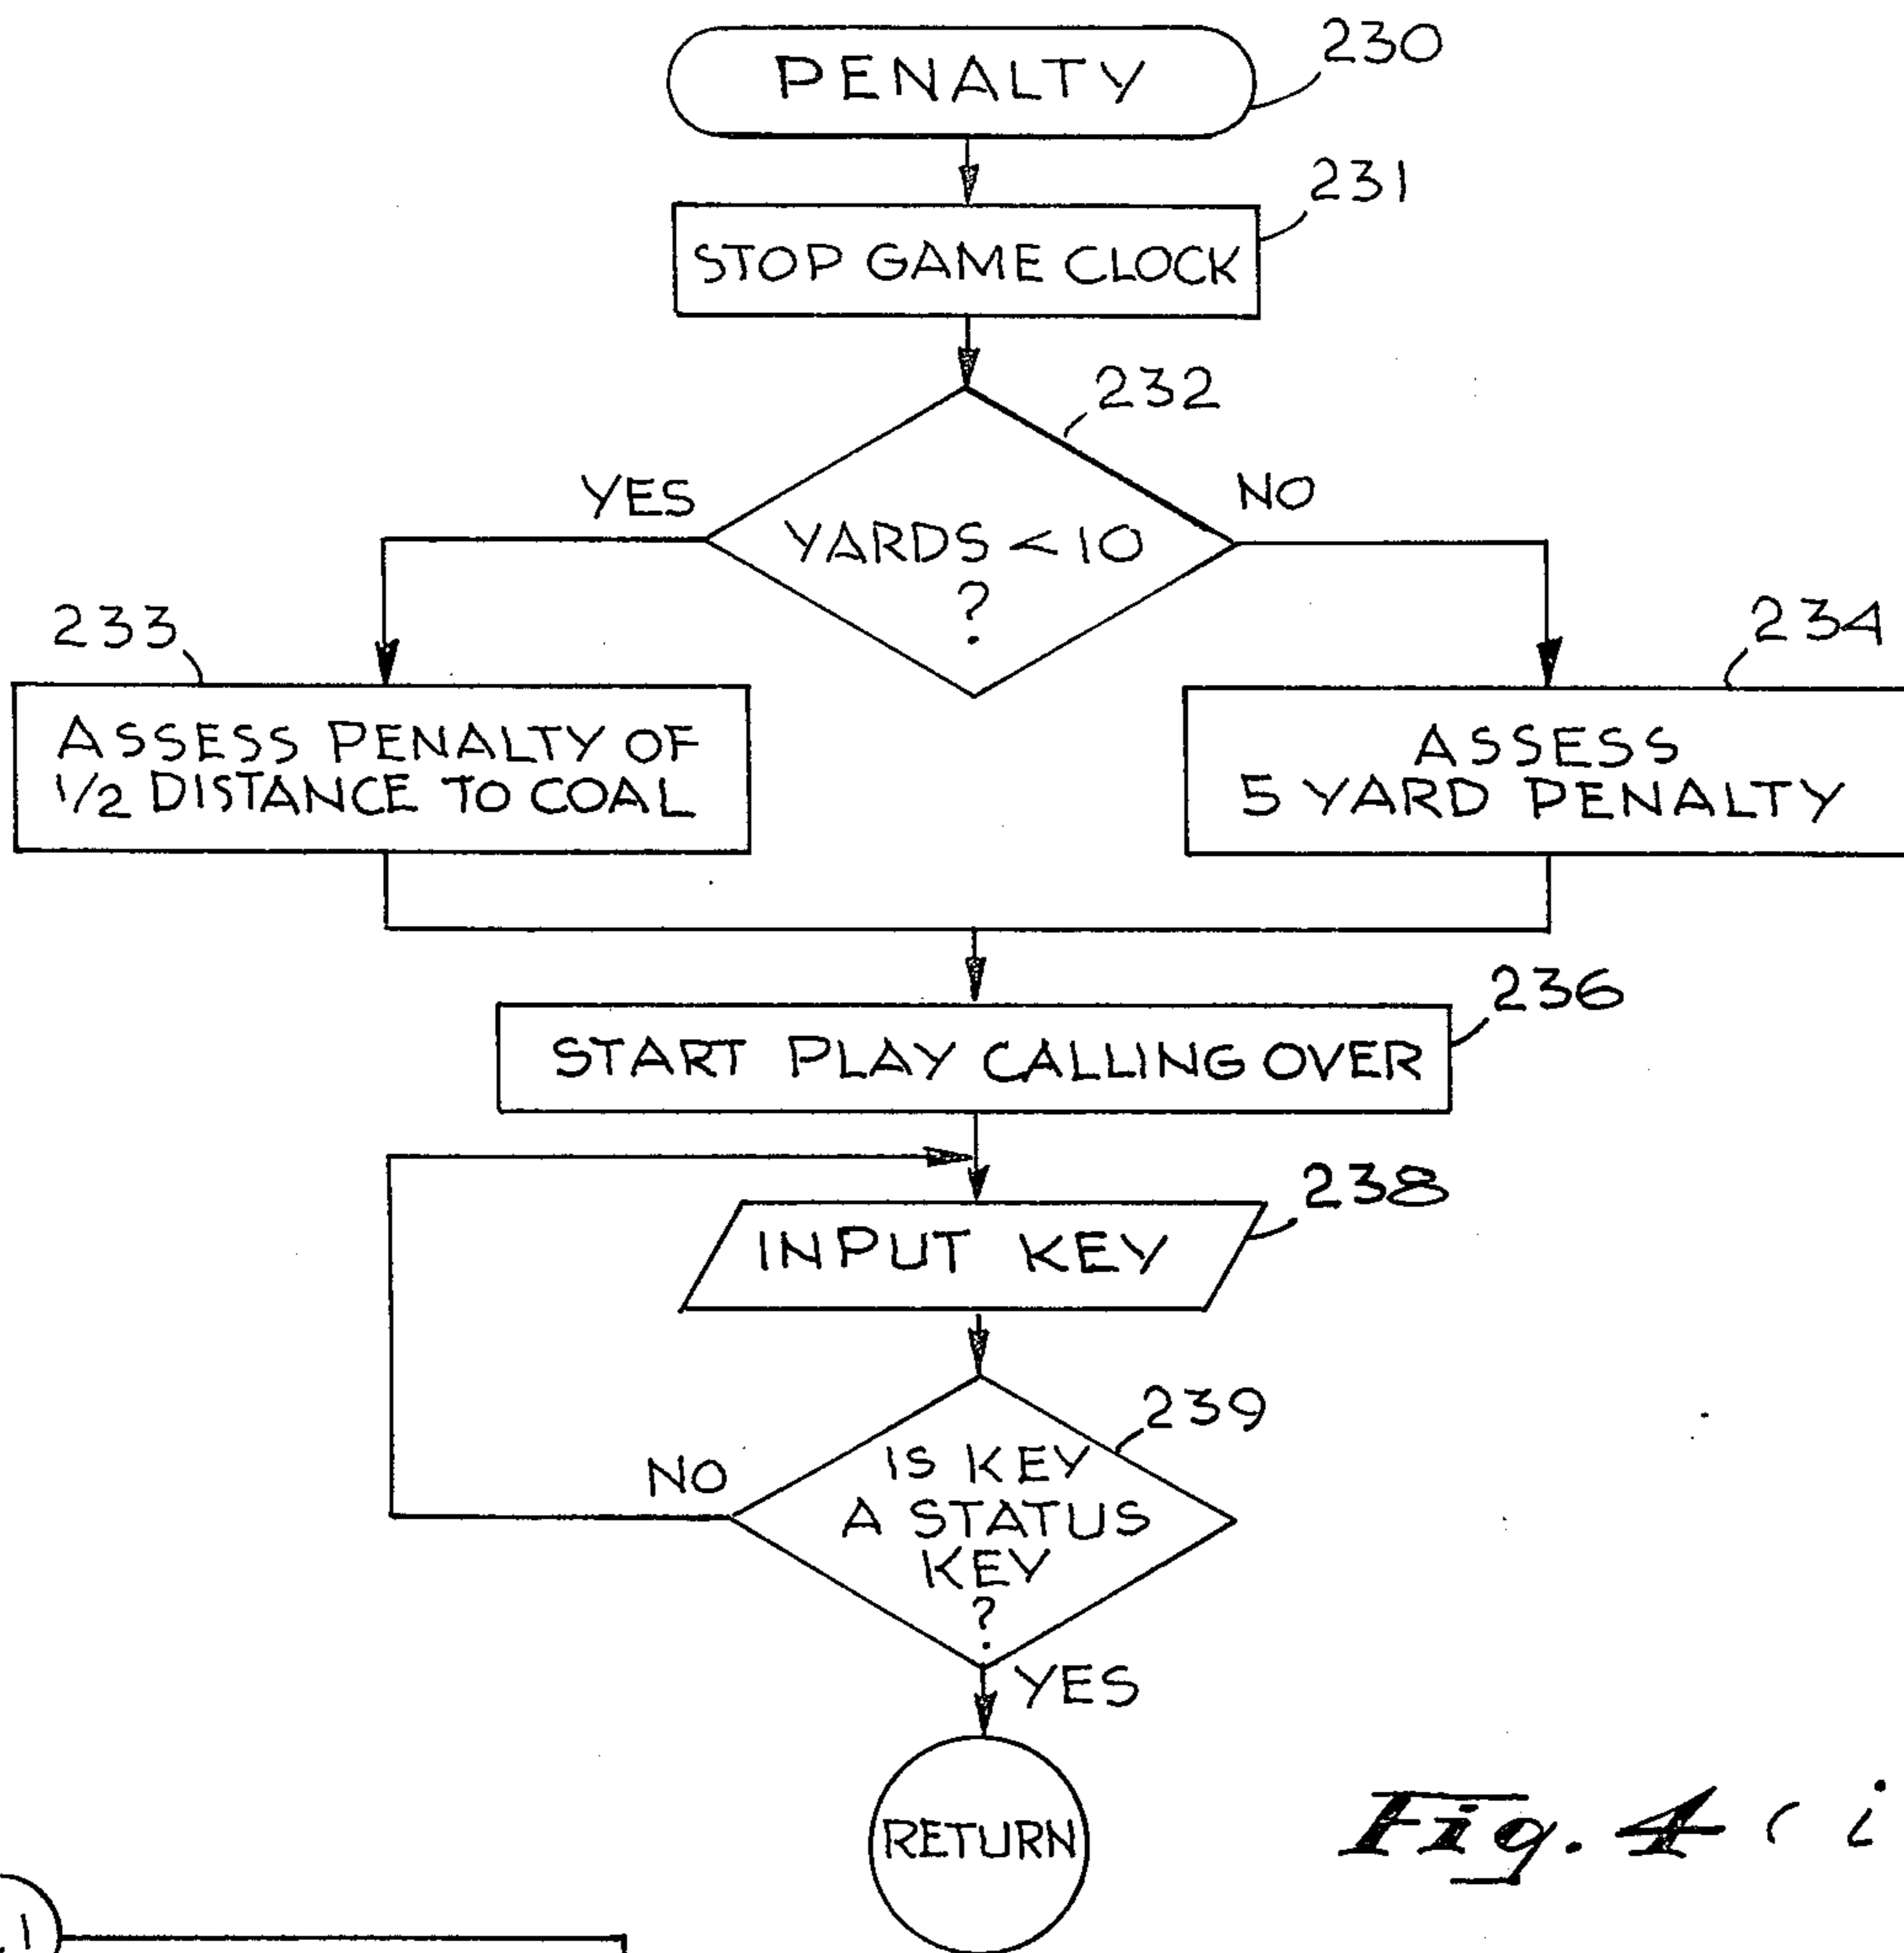 PENALTY
230
STOP GAME CLOCK
231
232
YES
NO
YARDS < 10
?
233
234
ASSESS PENALTY OF
1/2 DISTANCE TO COAL
ASSESS
5 YARD PENALTY
236
START PLAY CALLING OVER
238
INPUT KEY
239
NO
IS KEY
A STATUS
KEY
?
YES
RETURN
Fig. 4 ( i
1